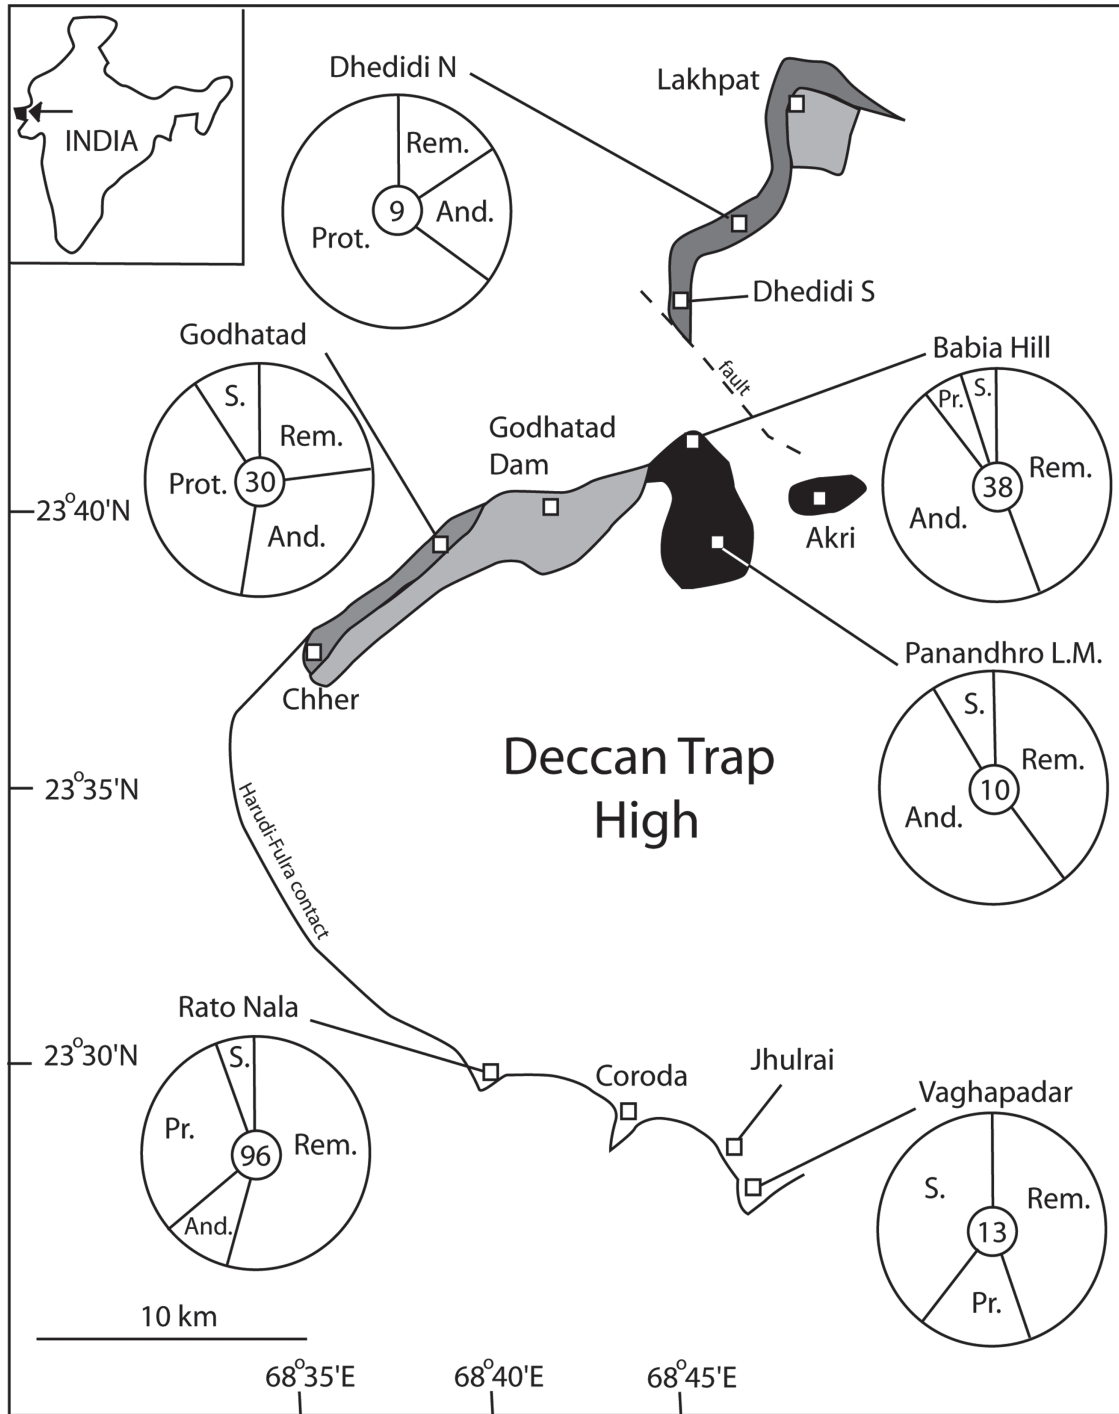 INDIA
Dhedidi N
Rem.
And.
Prot.
9
Lakhpat
Dhedidi S
fault
Godhatad
S.
Rem.
Prot.
30
And.
Godhatad
Dam
Babia Hill
Pr.
S.
Rem.
38
And.
Akri
23°40'N
Panandhro L.M.
S.
Rem.
10
And.
Chher
Deccan Trap
High
23°35'N
Harudi-Fulra contact
Rato Nala
S.
Pr.
Rem.
96
And.
23°30'N
Coroda
Jhulrai
Vaghapadar
S.
Rem.
13
Pr.
10 km
68°35'E
68°40'E
68°45'E